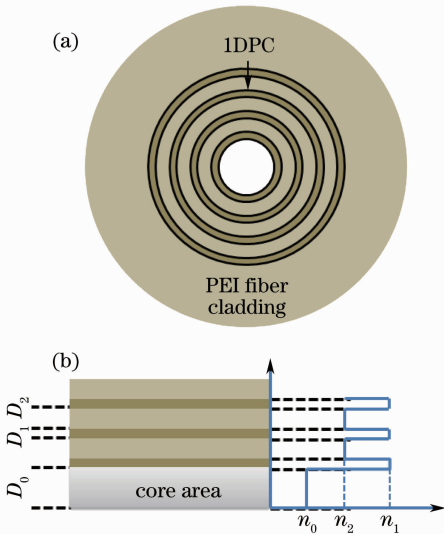 (a)
1DPC
PEI fiber
cladding
(b)
D₂
D₁
D₀
core area
n₀ n₂ n₁